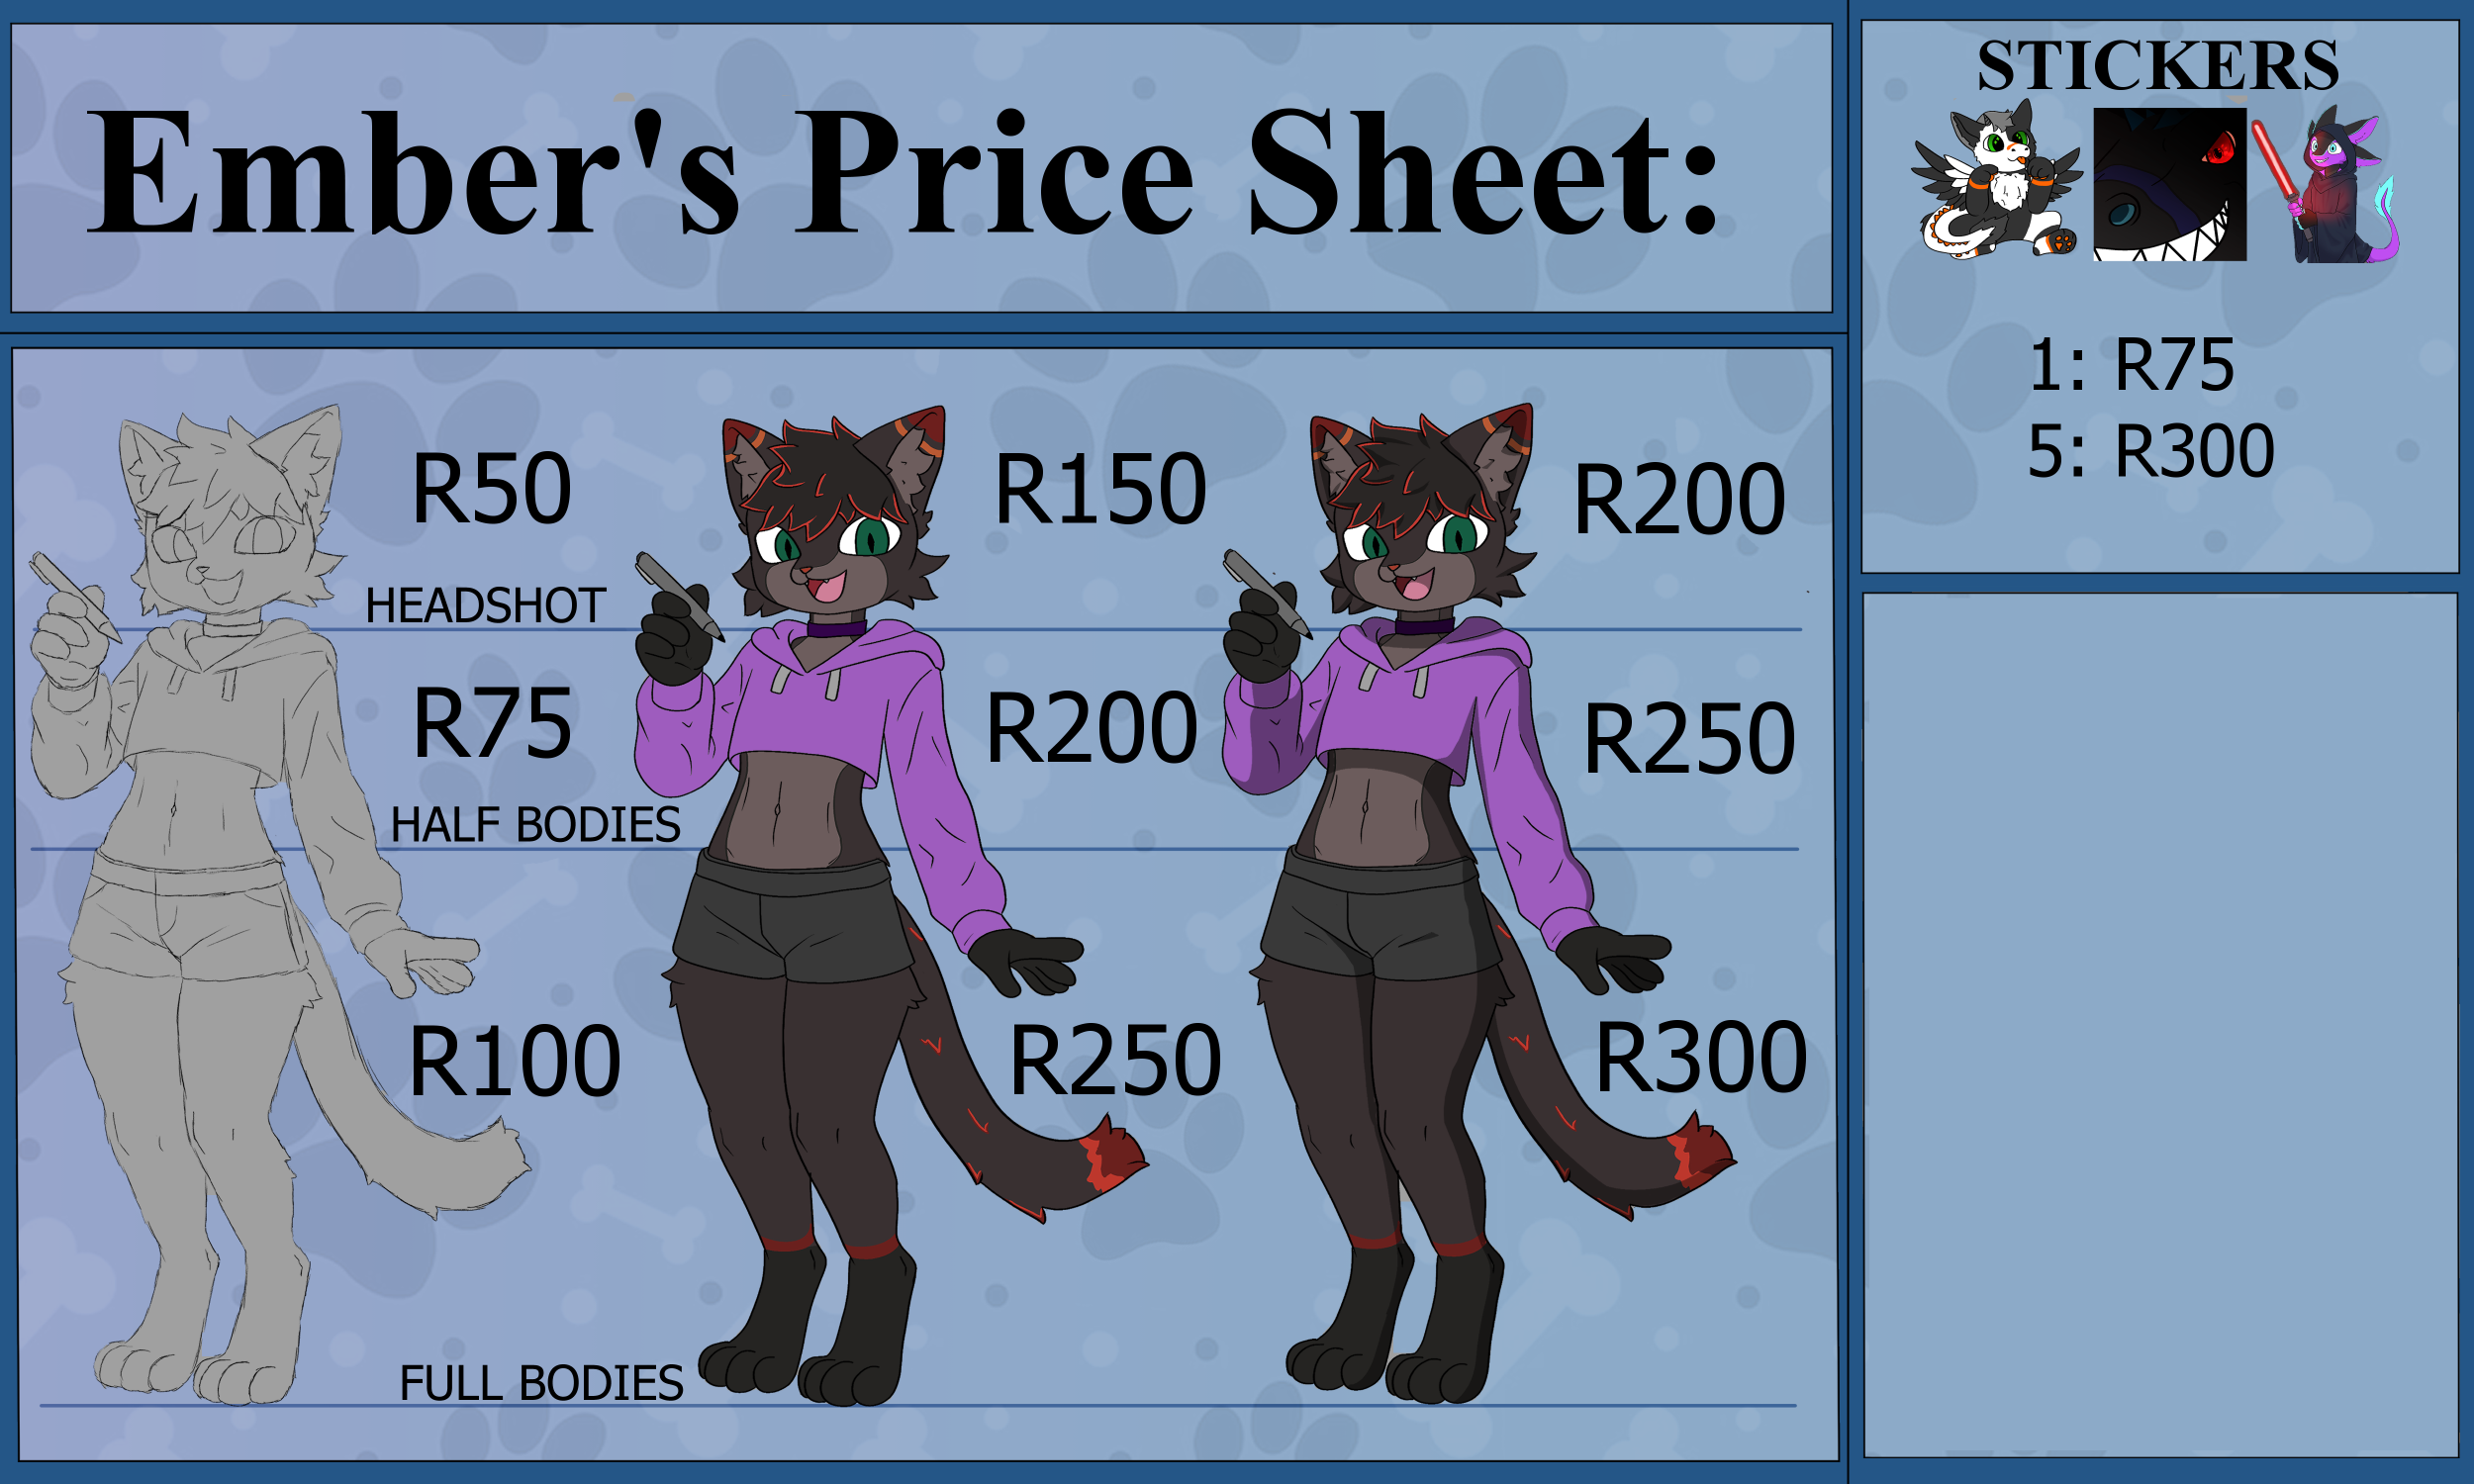 Ember's Price Sheet:
R50
R150
R200
HEADSHOT
R75
R200
R250
HALF BODIES
R100
R250
R300
FULL BODIES
STICKERS
1: R75
5: R300